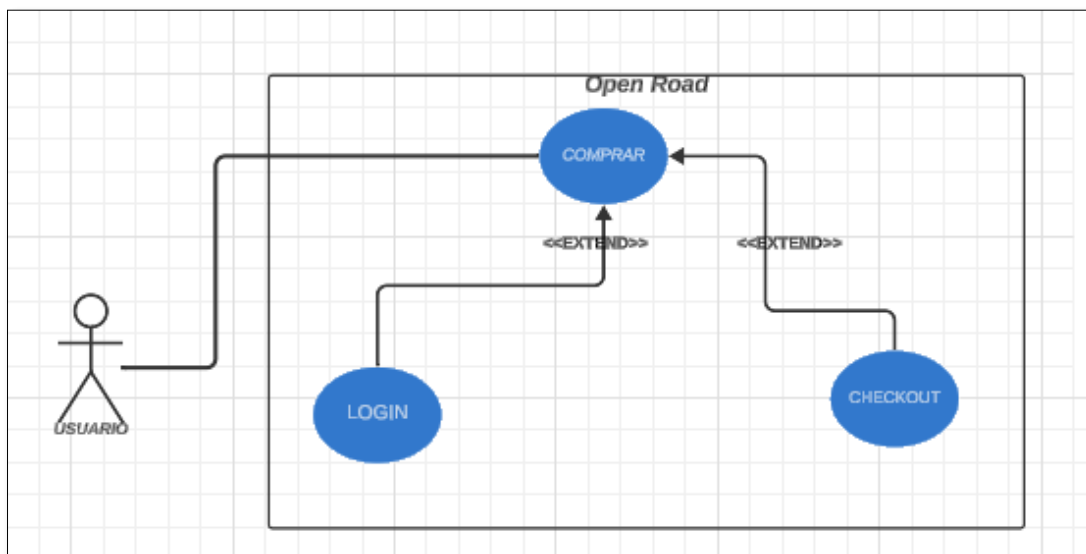 Open Road
COMPRAR
<<EXTEND>> <<EXTEND>>
CHECKOUT
LOGIN
USUARIO